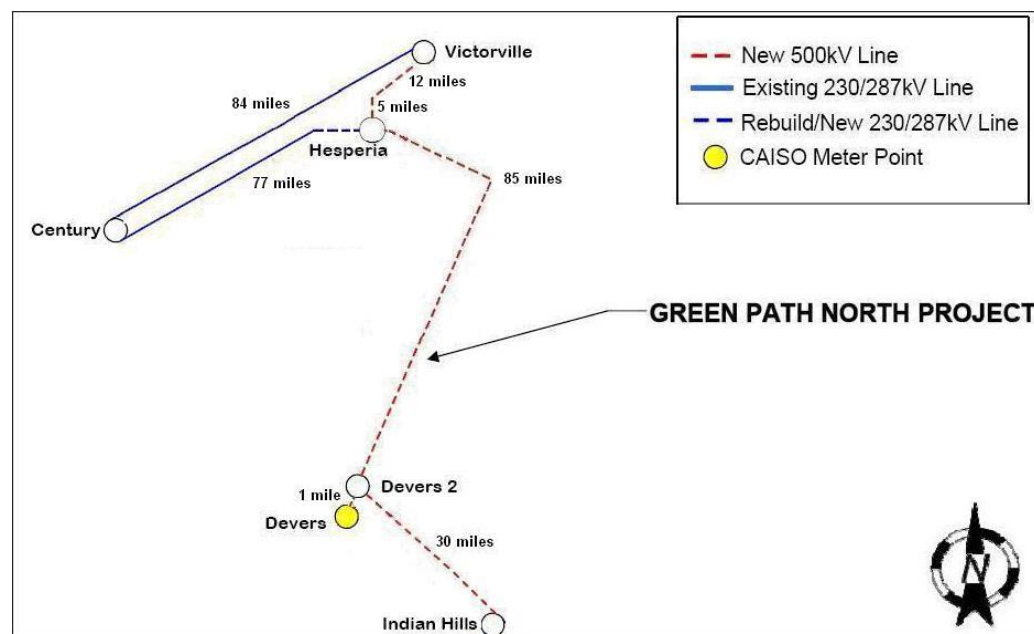 Victorville
12 miles
84 miles
5 miles
Hesperia
77 miles
85 miles
Century
New 500kV Line
Existing 230/287kV Line
Rebuild/New 230/287kV Line
CAISO Meter Point
GREEN PATH NORTH PROJECT
Devers 2
1 mile
Devers
30 miles
Indian Hills
N